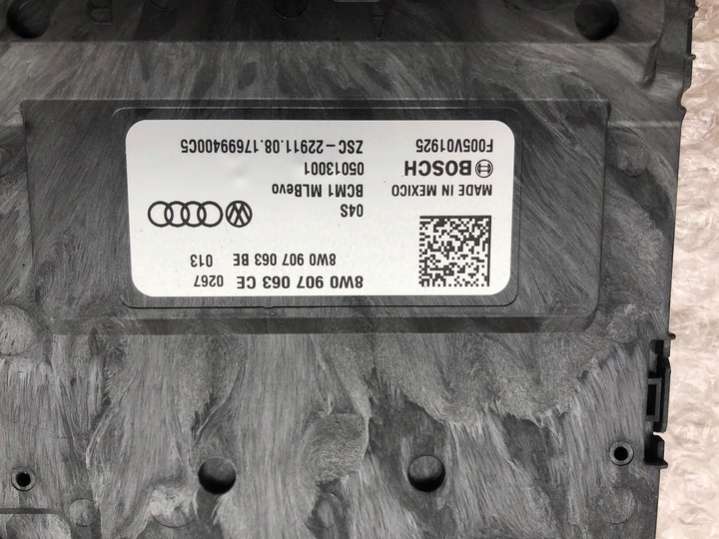 8W0 907 063 CE 0267
8W0 907 063 BE 013
04S
BCM1 MLBevo
05013001
ZSC-22911.08.17699400C5
MADE IN MEXICO
BOSCH
F005V01925